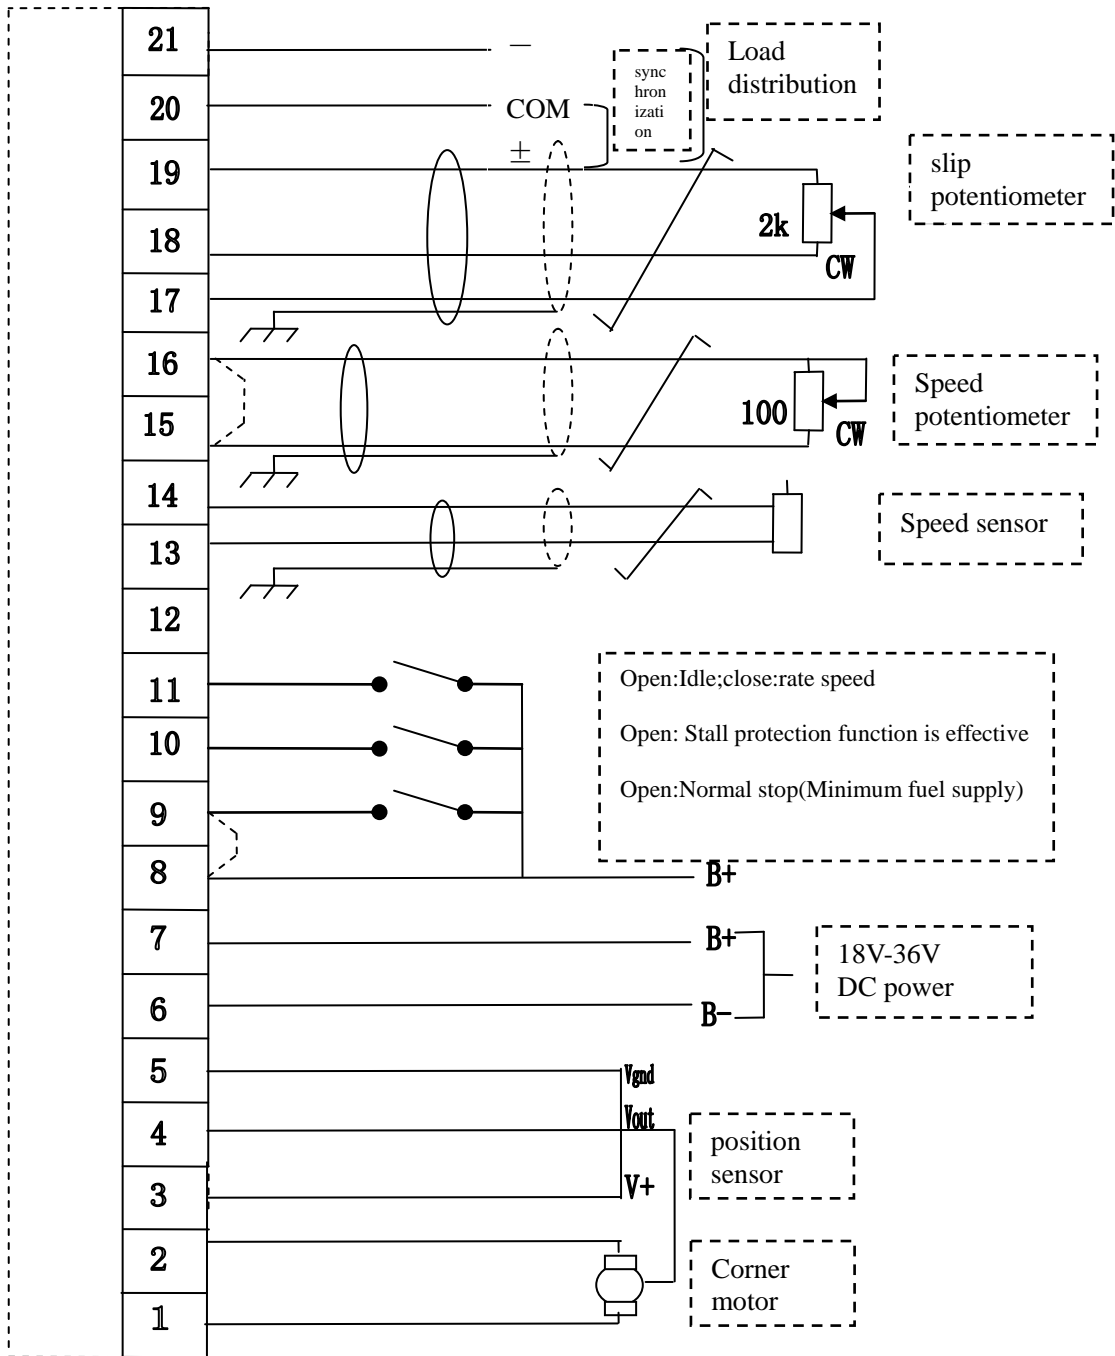 21
—
Load
distribution
sync
hron
izati
on
20
COM
±
19
slip
potentiometer
2k
18
CW
17
16
Speed
potentiometer
100
15
CW
14
Speed sensor
13
12
11
Open:Idle;close:rate speed
10
Open: Stall protection function is effective
9
Open:Normal stop(Minimum fuel supply)
8
B+
7
B+
18V-36V
DC power
6
B-
5
Vgnd
4
Vout
position
sensor
3
V+
2
Corner
motor
1